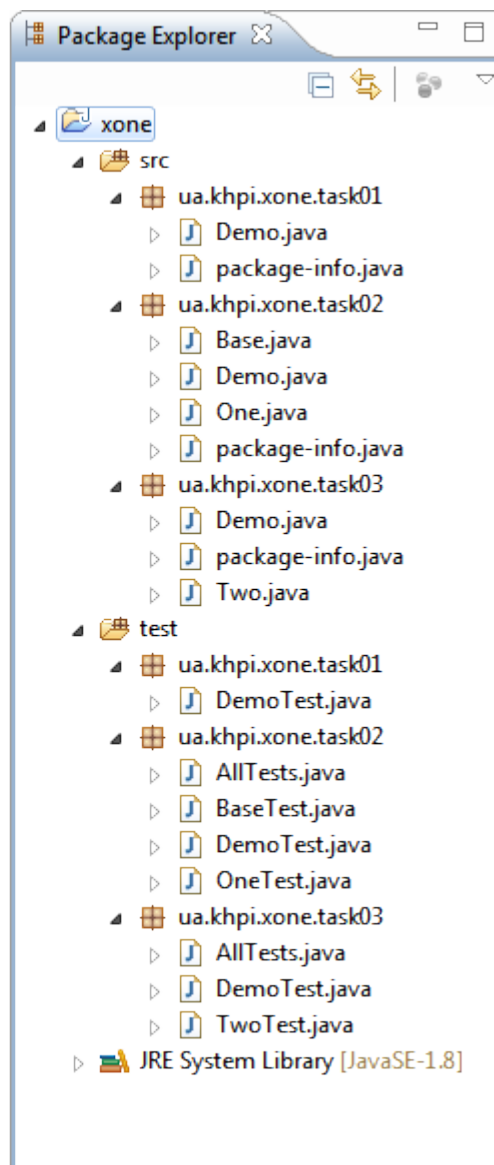 Package Explorer
xone
src
ua.khpi.xone.task01
Demo.java
package-info.java
ua.khpi.xone.task02
Base.java
Demo.java
One.java
package-info.java
ua.khpi.xone.task03
Demo.java
package-info.java
Two.java
test
ua.khpi.xone.task01
DemoTest.java
ua.khpi.xone.task02
AllTests.java
BaseTest.java
DemoTest.java
OneTest.java
ua.khpi.xone.task03
AllTests.java
DemoTest.java
TwoTest.java
JRE System Library [JavaSE-1.8]